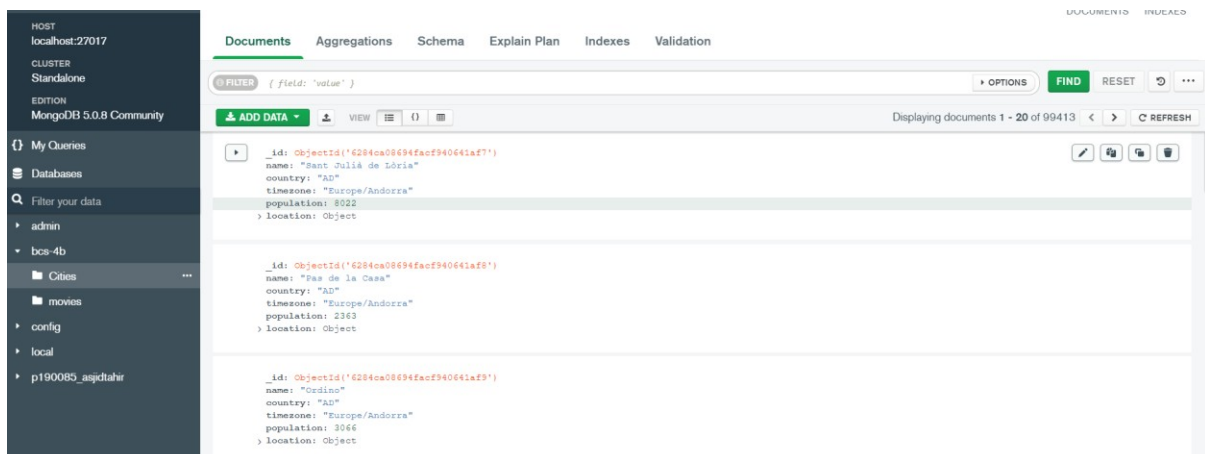 HOST
localhost:27017
CLUSTER
Standalone
EDITION
MongoDB 5.0.8 Community
{} My Queries
Databases
Filter your data
admin
bcs-4b
Cities
movies
config
local
p190085_asjidtahir
DOCUMENTS INDEXES
Documents Aggregations Schema Explain Plan Indexes Validation
FILTER { field: 'value' } OPTIONS FIND RESET ...
ADD DATA VIEW {} Displaying documents 1 - 20 of 99413 < > REFRESH
_id: ObjectId('6284ca08694facf940641af7')
name: "Sant Julià de Lòria"
country: "AD"
timezone: "Europe/Andorra"
population: 8022
> location: Object
_id: ObjectId('6284ca08694facf940641af8')
name: "Pas de la Casa"
country: "AD"
timezone: "Europe/Andorra"
population: 2363
> location: Object
_id: ObjectId('6284ca08694facf940641af9')
name: "Ordino"
country: "AD"
timezone: "Europe/Andorra"
population: 3066
> location: Object